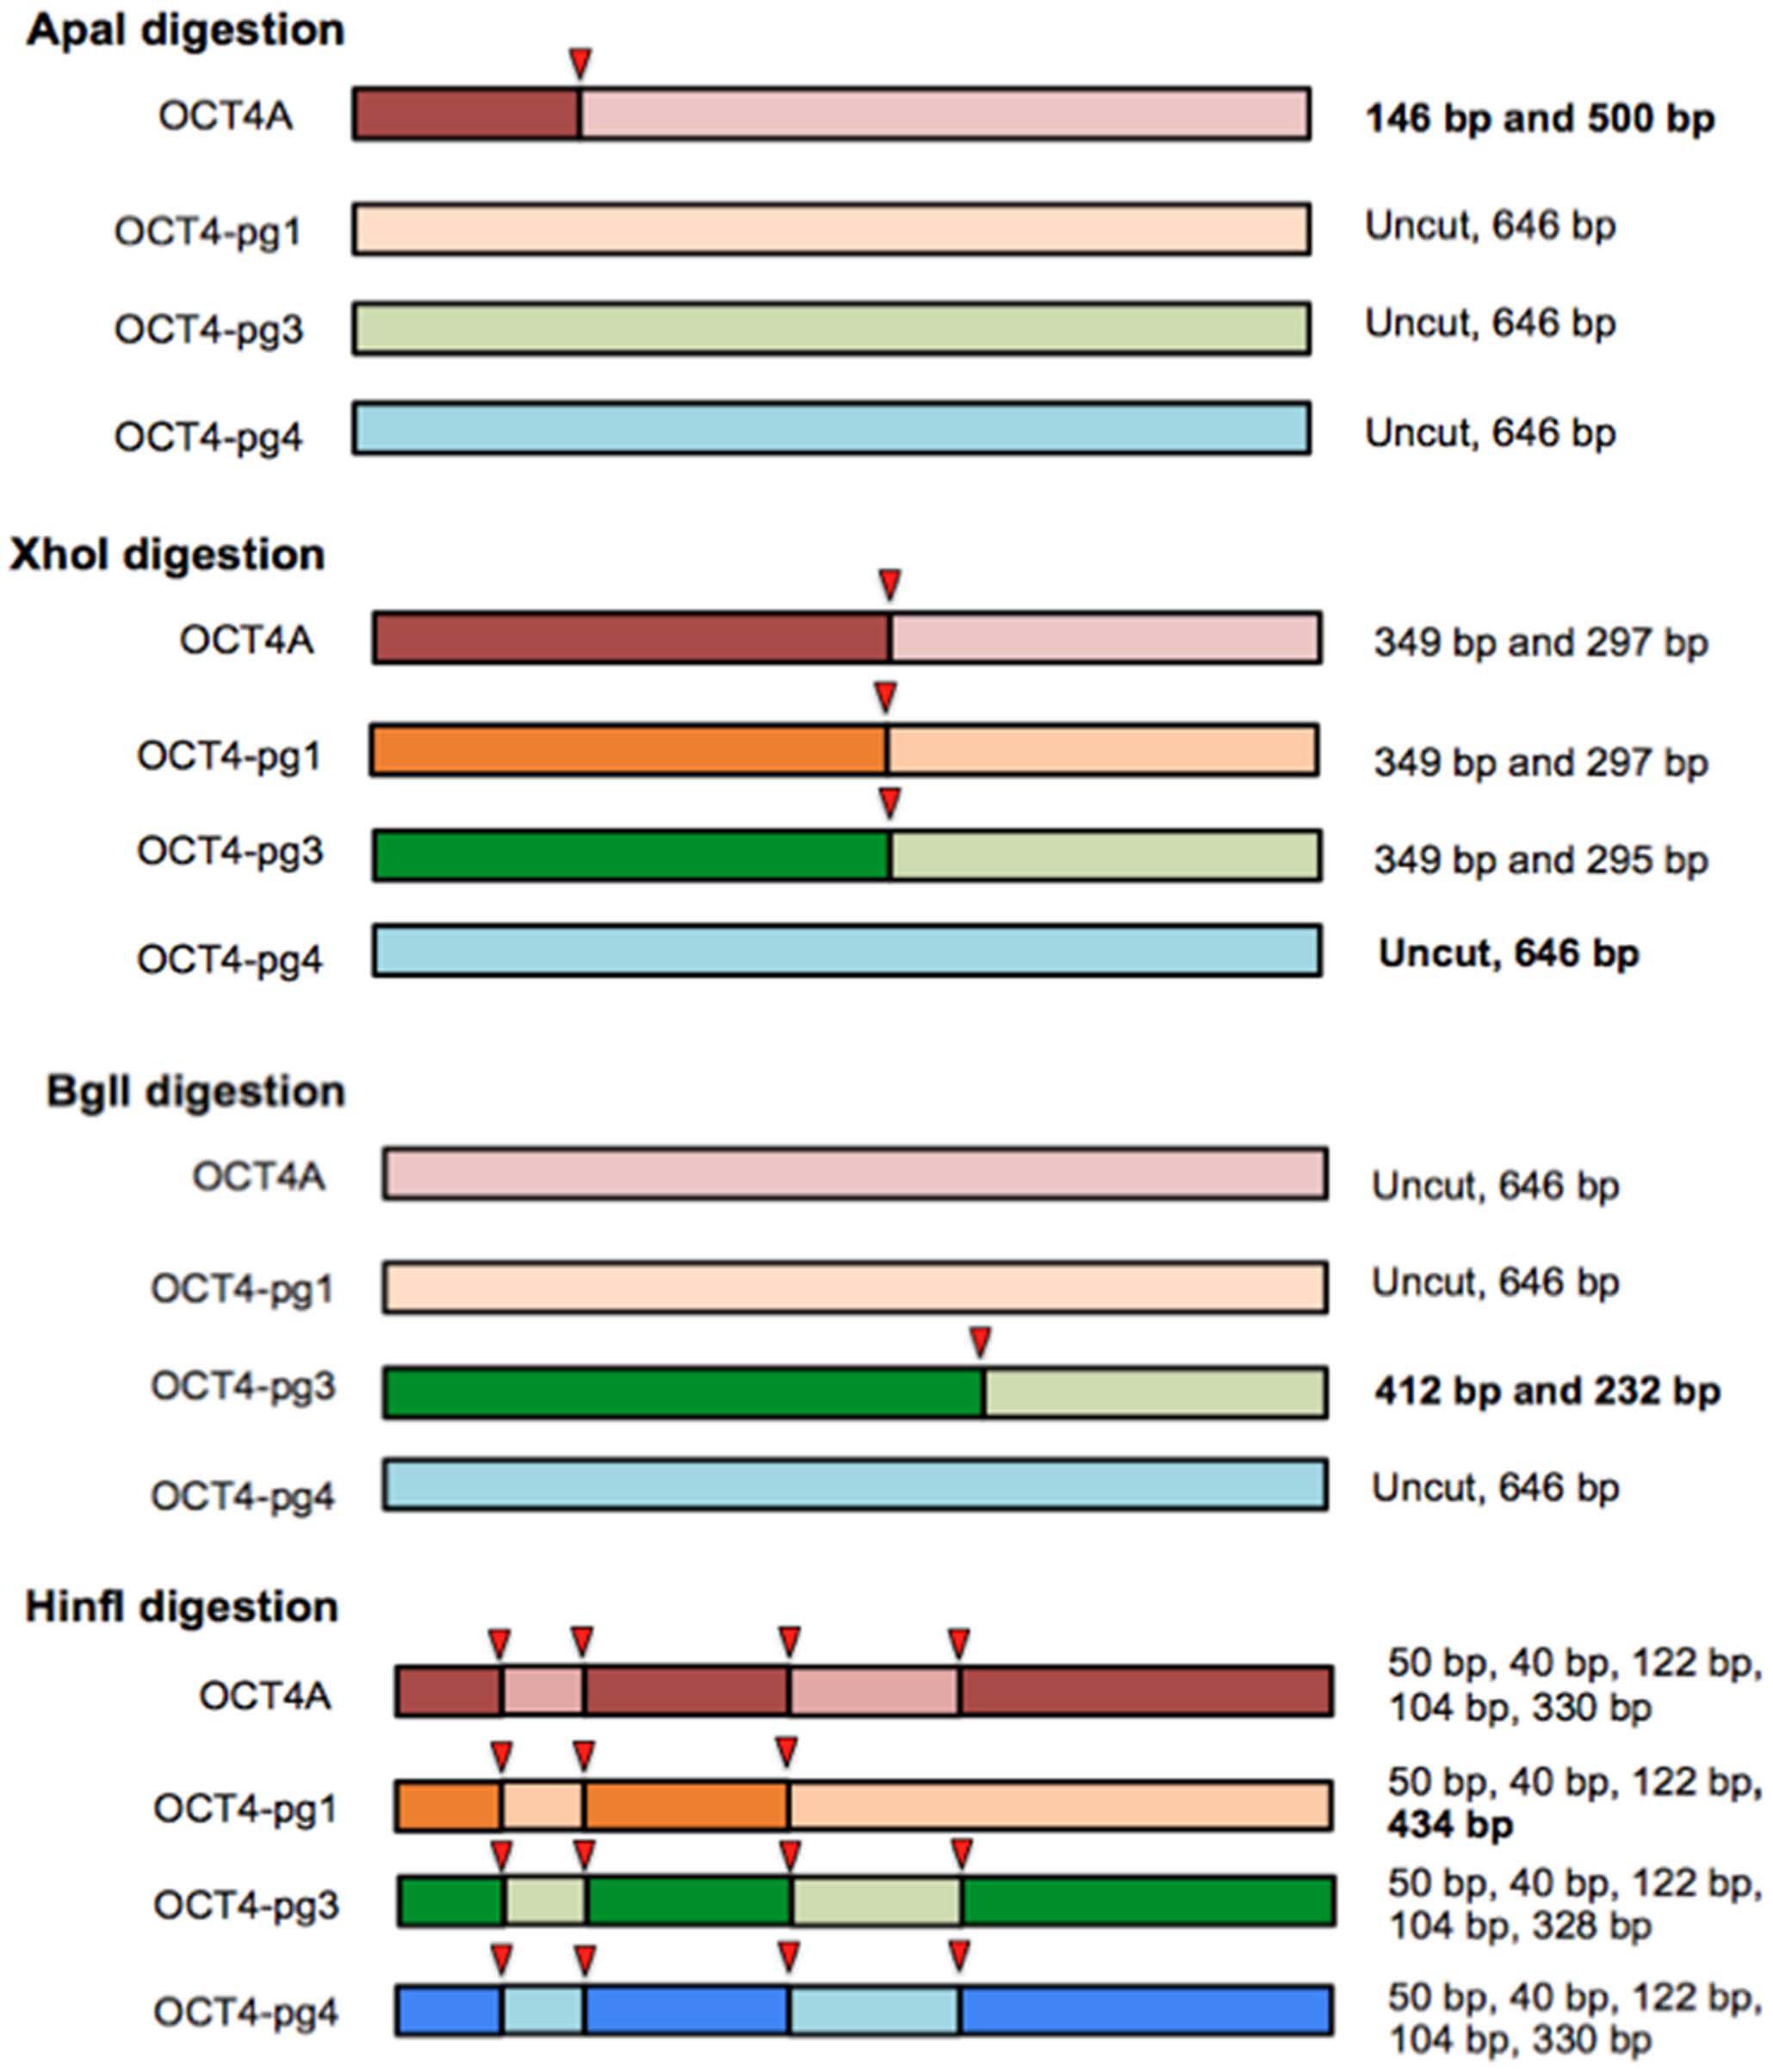 ApaI digestion
OCT4A
146 bp and 500 bp
OCT4-pg1
Uncut, 646 bp
OCT4-pg3
Uncut, 646 bp
OCT4-pg4
Uncut, 646 bp
XhoI digestion
OCT4A
349 bp and 297 bp
OCT4-pg1
349 bp and 297 bp
OCT4-pg3
349 bp and 295 bp
OCT4-pg4
Uncut, 646 bp
BglI digestion
OCT4A
Uncut, 646 bp
OCT4-pg1
Uncut, 646 bp
OCT4-pg3
412 bp and 232 bp
OCT4-pg4
Uncut, 646 bp
HinfI digestion
OCT4A
50 bp, 40 bp, 122 bp,
104 bp, 330 bp
OCT4-pg1
50 bp, 40 bp, 122 bp,
434 bp
OCT4-pg3
50 bp, 40 bp, 122 bp,
104 bp, 328 bp
OCT4-pg4
50 bp, 40 bp, 122 bp,
104 bp, 330 bp